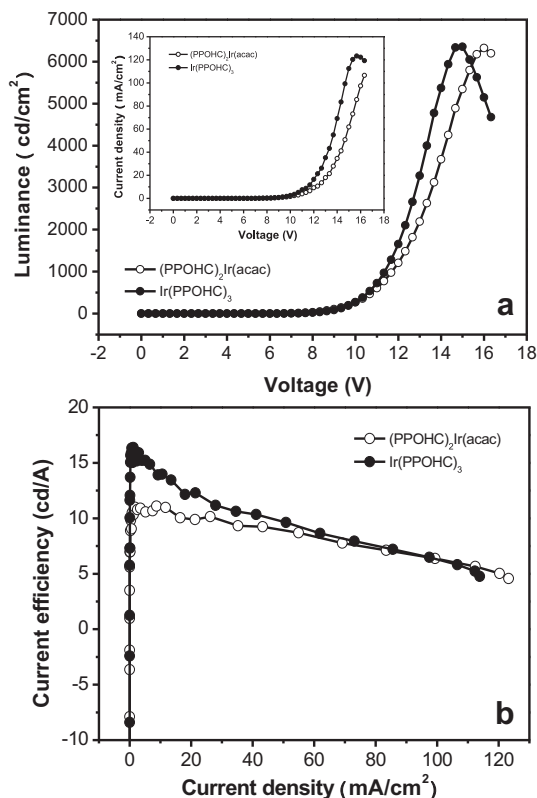 7000
6000
5000
4000
3000
2000
1000
0
Luminance ( cd/cm²)
140
120
100
80
60
40
20
0
Current density ( mA/cm²)
(PPOHC)₂Ir(acac)
Ir(PPOHC)₃
-2 0 2 4 6 8 10 12 14 16 18
Voltage (V)
(PPOHC)₂Ir(acac)
Ir(PPOHC)₃
a
-2 0 2 4 6 8 10 12 14 16 18
Voltage (V)
20
15
10
5
0
-5
-10
Current efficiency (cd/A)
(PPOHC)₂Ir(acac)
Ir(PPOHC)₃
b
0 20 40 60 80 100 120
Current density ( mA/cm²)